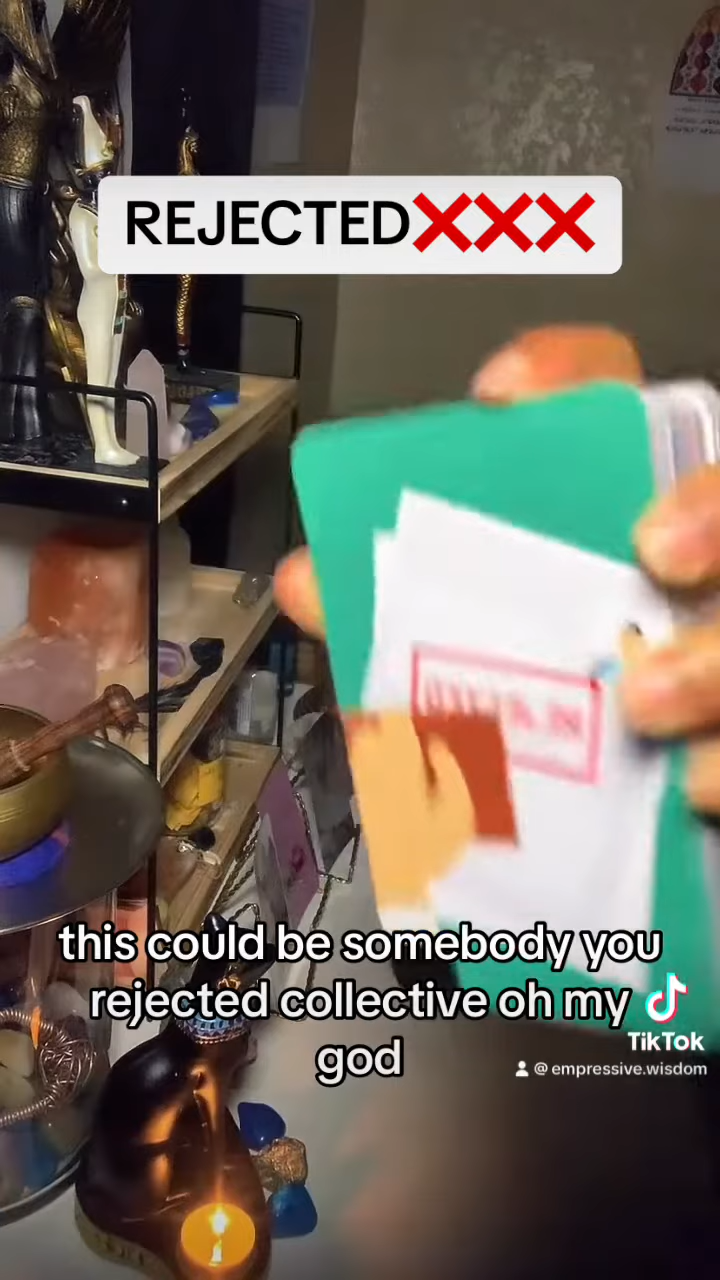 REJECTED❌❌❌
this could be somebody you
rejected collective oh my
god
TikTok
@empressive.wisdom